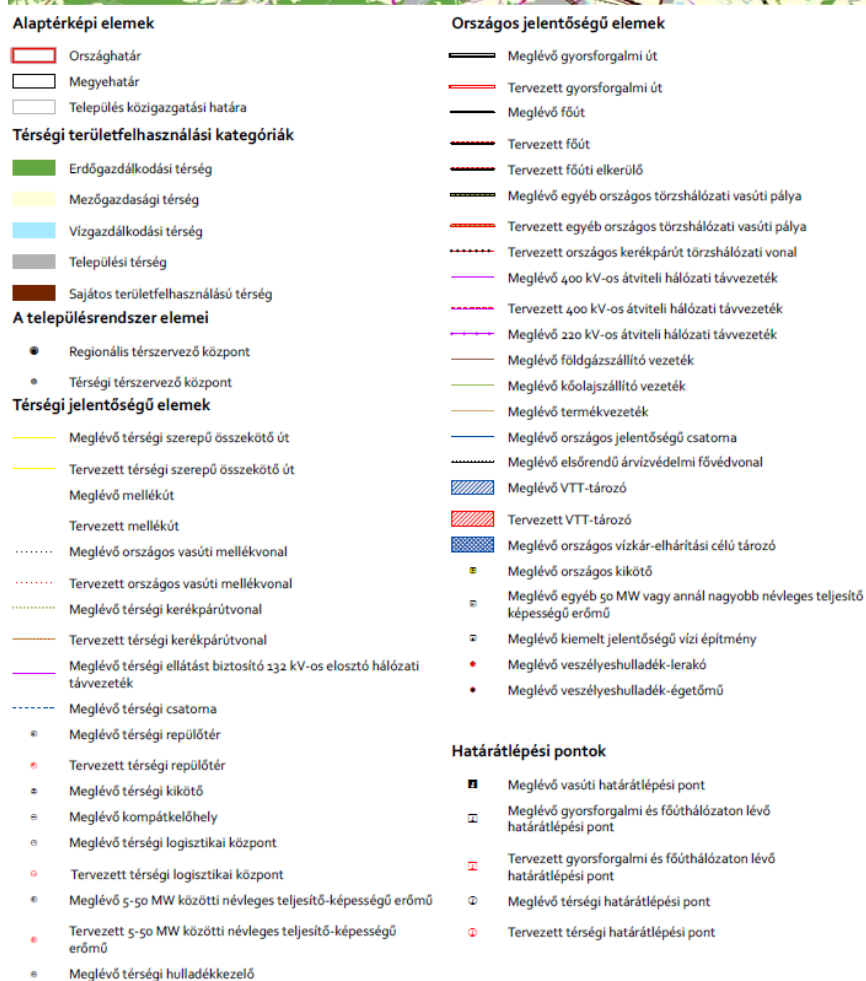 Alaptérképi elemek
Országhatár
Megyehatár
Település közigazgatási határa
Térségi területfelhasználási kategóriák
Erdőgazdálkodási térség
Mezőgazdasági térség
Vízgazdálkodási térség
Települési térség
Sajátos területfelhasználású térség
A településrendszer elemei
Regionális térszervező központ
Térségi térszervező központ
Térségi jelentőségű elemek
Meglévő térségi szerepű összekötő út
Tervezett térségi szerepű összekötő út
Meglévő mellékút
Tervezett mellékút
Meglévő országos vasúti mellékvonal
Tervezett országos vasúti mellékvonal
Meglévő térségi kerékpárútvonal
Tervezett térségi kerékpárútvonal
Meglévő térségi ellátást biztosító 132 kV-os elosztó hálózati
távvezeték
Meglévő térségi csatorna
Meglévő térségi repülőtér
Tervezett térségi repülőtér
Meglévő térségi kikötő
Meglévő kompátkelőhely
Meglévő térségi logisztikai központ
Tervezett térségi logisztikai központ
Meglévő 5-50 MW közötti névleges teljesítő-képességű erőmű
Tervezett 5-50 MW közötti névleges teljesítő-képességű
erőmű
Meglévő térségi hulladékkezelő
Országos jelentőségű elemek
Meglévő gyorsforgalmi út
Tervezett gyorsforgalmi út
Meglévő főút
Tervezett főút
Tervezett főúti elkerülő
Meglévő egyéb országos törzshálózati vasúti pálya
Tervezett egyéb országos törzshálózati vasúti pálya
Tervezett országos kerékpárút törzshálózati vonal
Meglévő 400 kV-os átviteli hálózati távvezeték
Tervezett 400 kV-os átviteli hálózati távvezeték
Meglévő 220 kV-os átviteli hálózati távvezeték
Meglévő földgázszállító vezeték
Meglévő kőolajszállító vezeték
Meglévő termékvezeték
Meglévő országos jelentőségű csatorna
Meglévő elsőrendű árvízvédelmi fővédvonal
Meglévő VTT-tározó
Tervezett VTT-tározó
Meglévő országos vízkár-elhárítási célú tározó
Meglévő országos kikötő
Meglévő egyéb 50 MW vagy annál nagyobb névleges teljesítő
képességű erőmű
Meglévő kiemelt jelentőségű vízi építmény
Meglévő veszélyeshulladék-lerakó
Meglévő veszélyeshulladék-égetőmű
Határátlépési pontok
Meglévő vasúti határátlépési pont
Meglévő gyorsforgalmi és főúthálózaton lévő
határátlépési pont
Tervezett gyorsforgalmi és főúthálózaton lévő
határátlépési pont
Meglévő térségi határátlépési pont
Tervezett térségi határátlépési pont